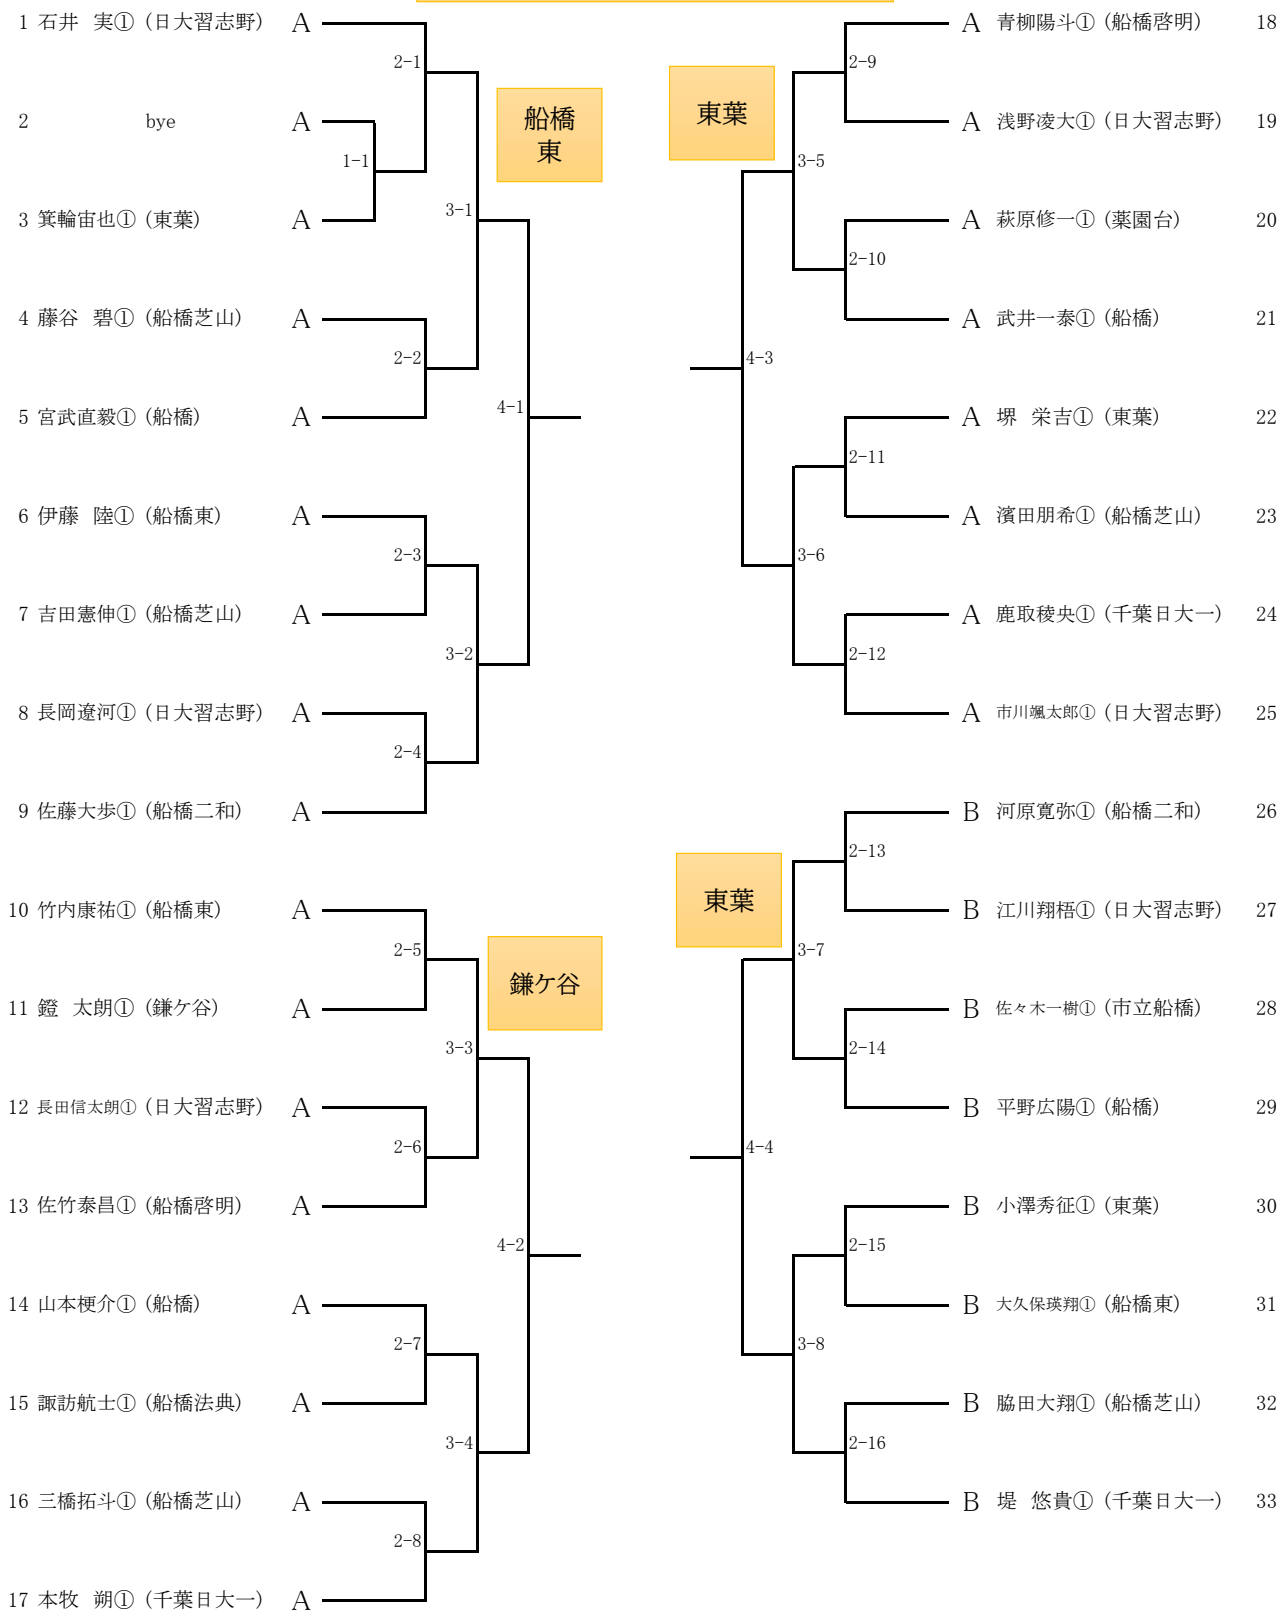 1 石井　実① (日大習志野) A
2-1
2 bye A
1-1
3 箕輪宙也① (東葉) A
3-1
4 藤谷　碧① (船橋芝山) A
2-2
5 宮武直毅① (船橋) A
4-1
6 伊藤　陸① (船橋東) A
2-3
7 吉田憲伸① (船橋芝山) A
3-2
8 長岡遼河① (日大習志野) A
2-4
9 佐藤大歩① (船橋二和) A
船橋
東
10 竹内康祐① (船橋東) A
2-5
11 鐙　太朗① (鎌ケ谷) A
3-3
12 長田信太朗① (日大習志野) A
2-6
13 佐竹泰昌① (船橋啓明) A
4-2
14 山本梗介① (船橋) A
2-7
15 諏訪航士① (船橋法典) A
3-4
16 三橋拓斗① (船橋芝山) A
2-8
17 本牧　朔① (千葉日大一) A
鎌ケ谷
東葉
A 青柳陽斗① (船橋啓明) 18
2-9
A 浅野凌大① (日大習志野) 19
3-5
A 萩原修一① (薬園台) 20
2-10
A 武井一泰① (船橋) 21
4-3
A 堺　栄吉① (東葉) 22
2-11
A 濱田朋希① (船橋芝山) 23
3-6
A 鹿取稜央① (千葉日大一) 24
2-12
A 市川颯太郎① (日大習志野) 25
東葉
B 河原寛弥① (船橋二和) 26
2-13
B 江川翔梧① (日大習志野) 27
3-7
B 佐々木一樹① (市立船橋) 28
2-14
B 平野広陽① (船橋) 29
4-4
B 小澤秀征① (東葉) 30
2-15
B 大久保瑛翔① (船橋東) 31
3-8
B 脇田大翔① (船橋芝山) 32
2-16
B 堤　悠貴① (千葉日大一) 33